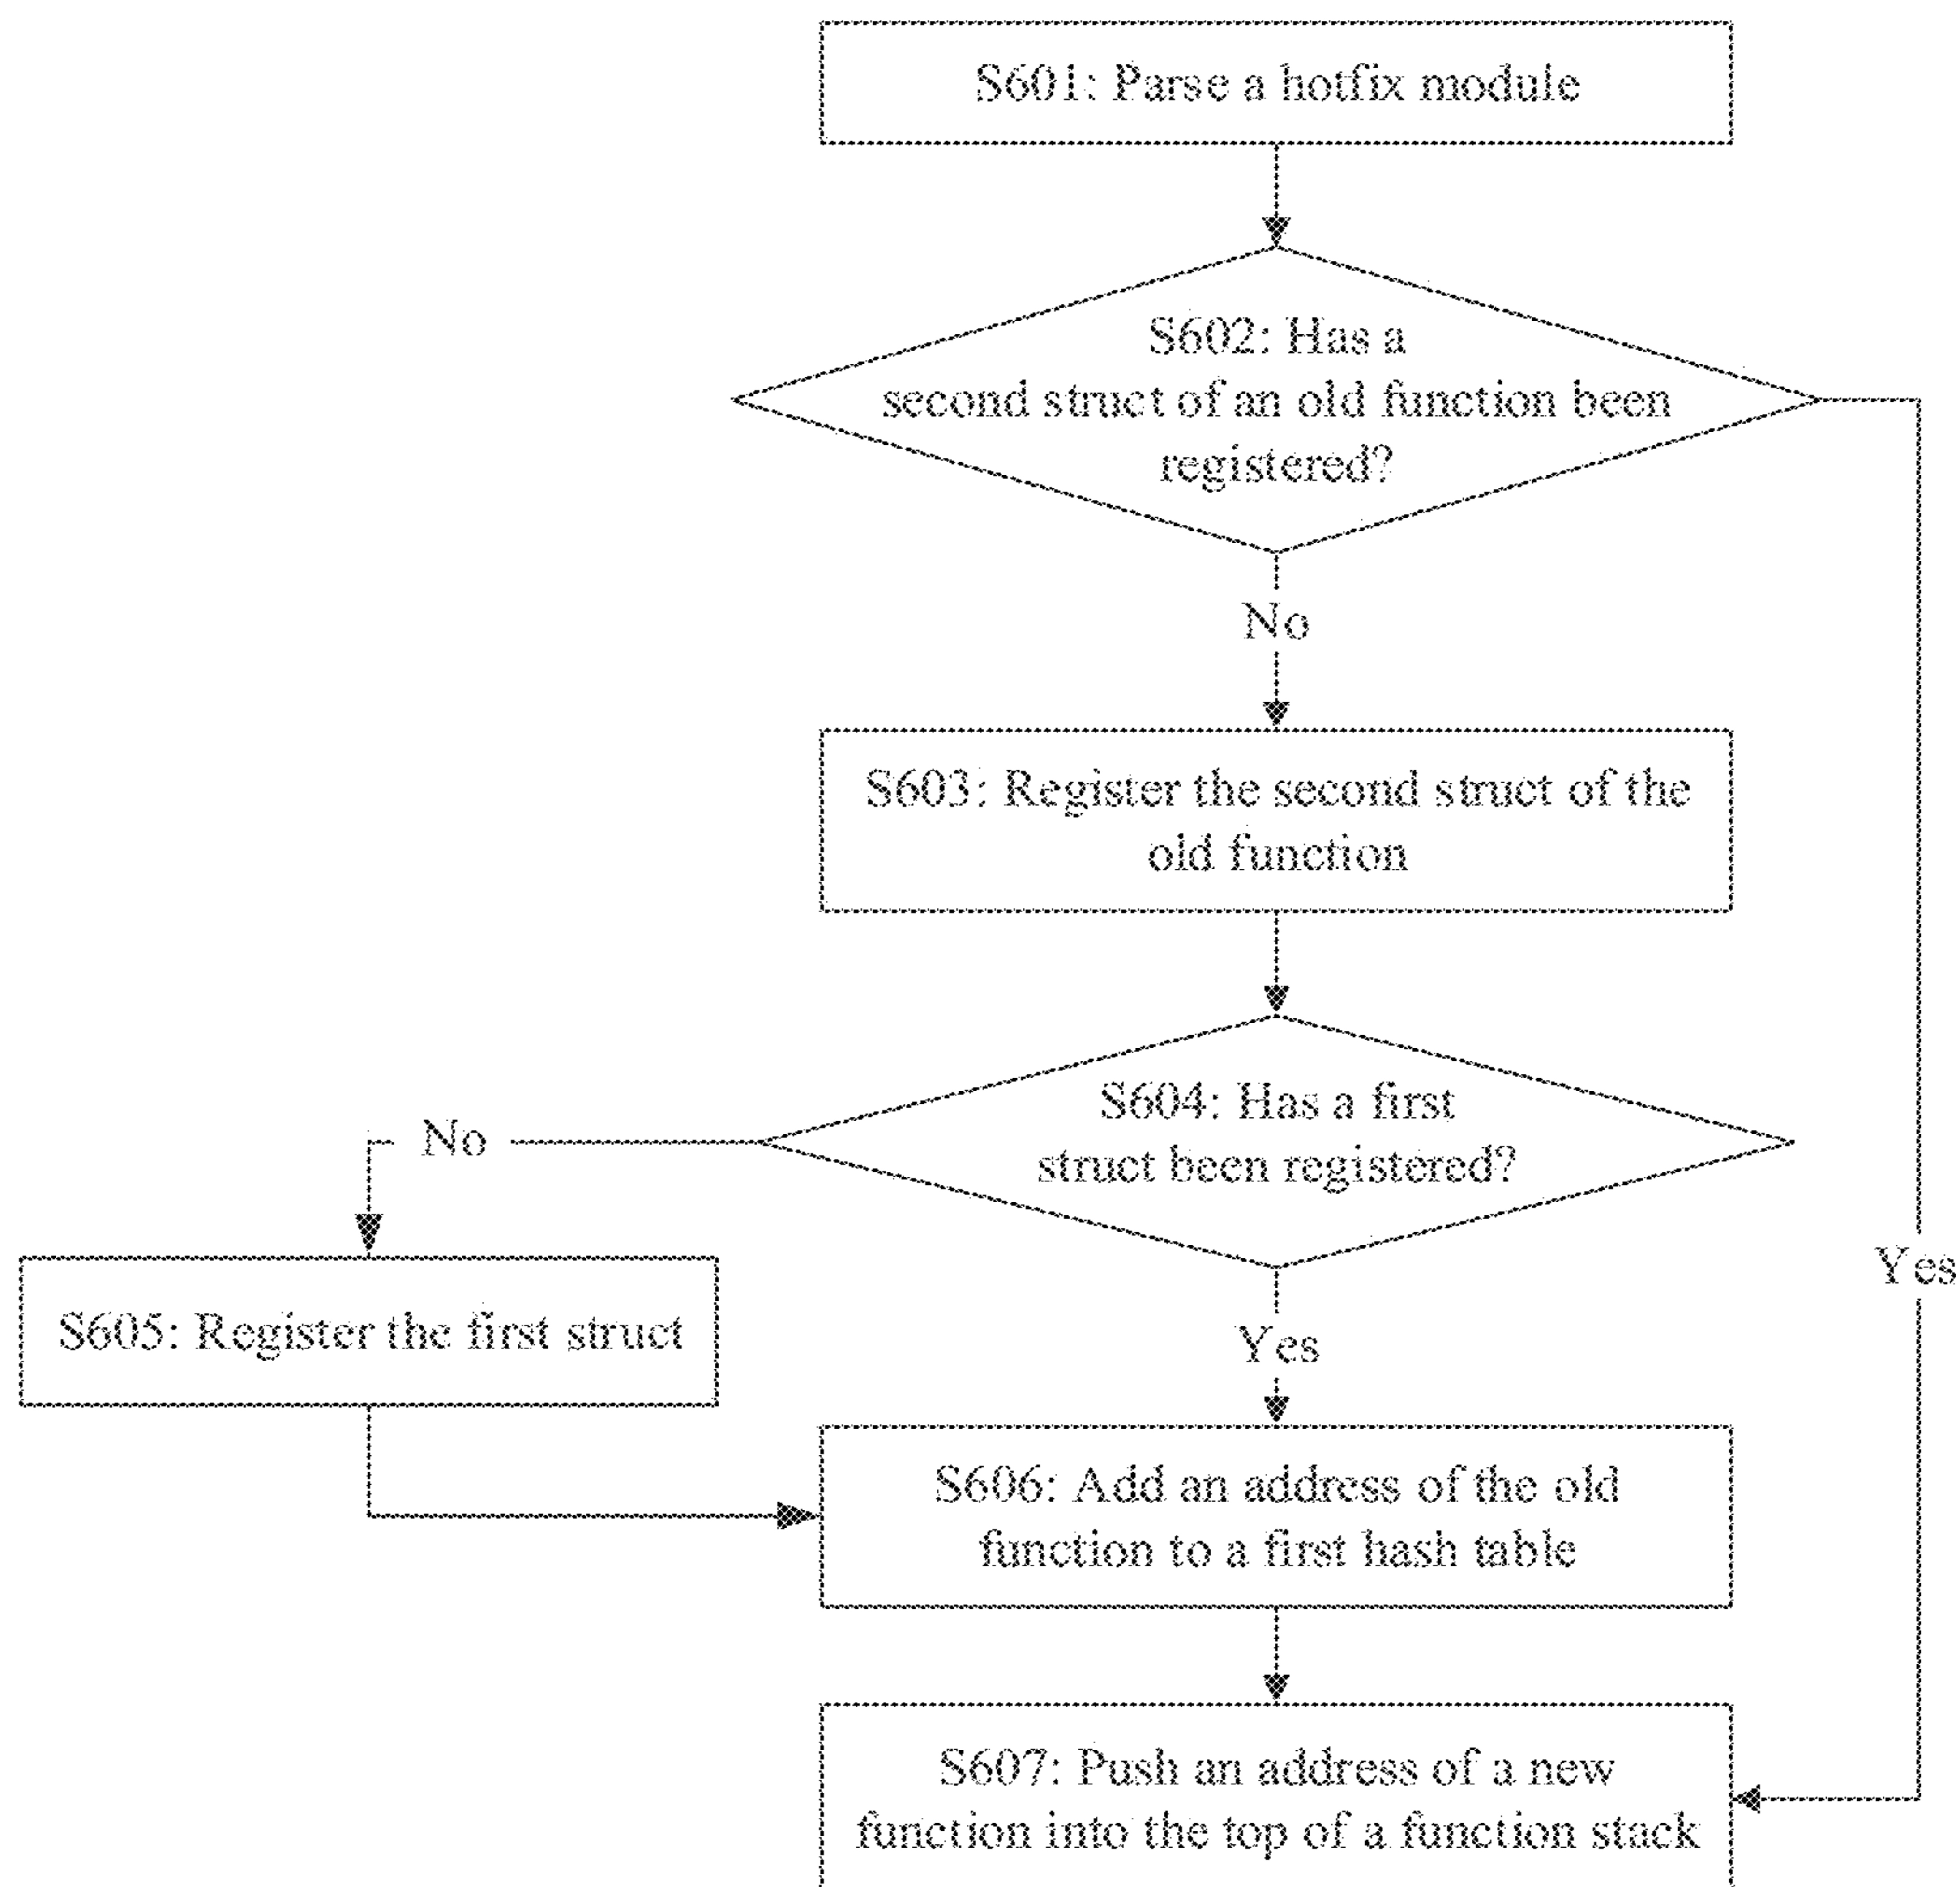 S601: Parse a hotfix module
S602: Has a
second struct of an old function been
registered?
No
S603: Register the second struct of the
old function
S604: Has a first
struct been registered?
No
Yes
S605: Register the first struct
Yes
S606: Add an address of the old
function to a first hash table
S607: Push an address of a new
function into the top of a function stack